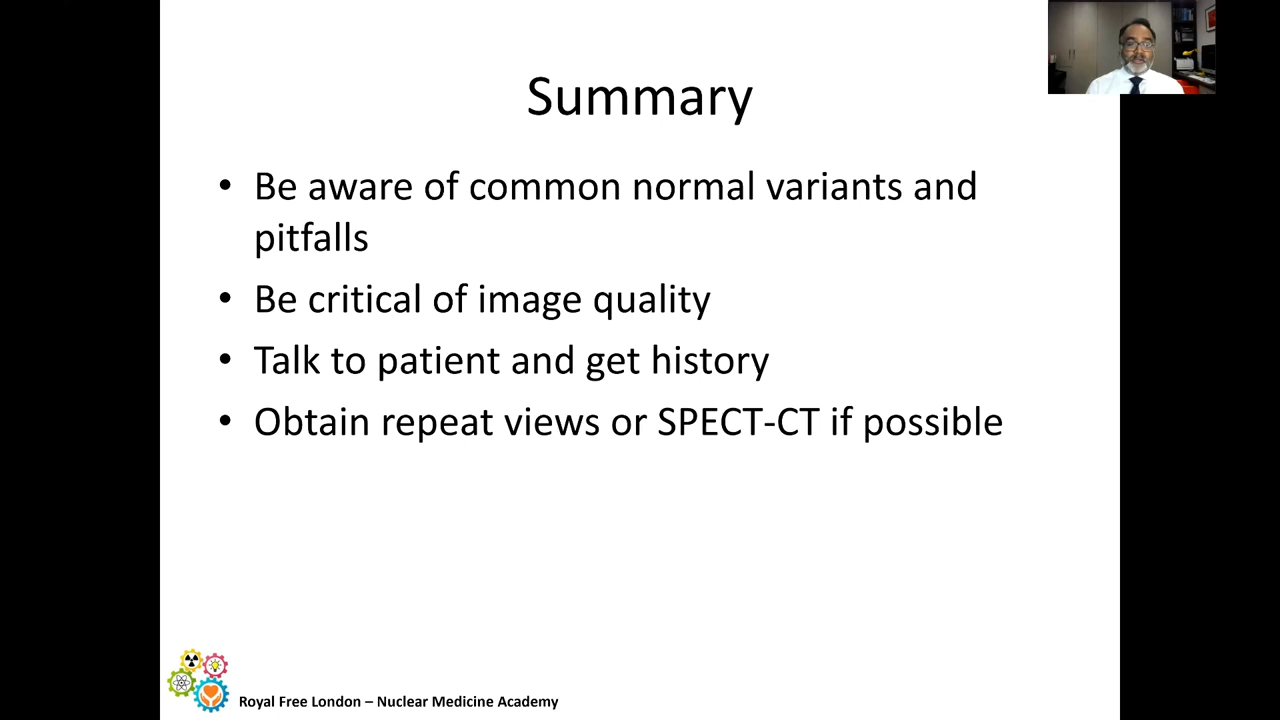 Summary
• Be aware of common normal variants and
pitfalls
• Be critical of image quality
• Talk to patient and get history
• Obtain repeat views or SPECT-CT if possible
Royal Free London – Nuclear Medicine Academy